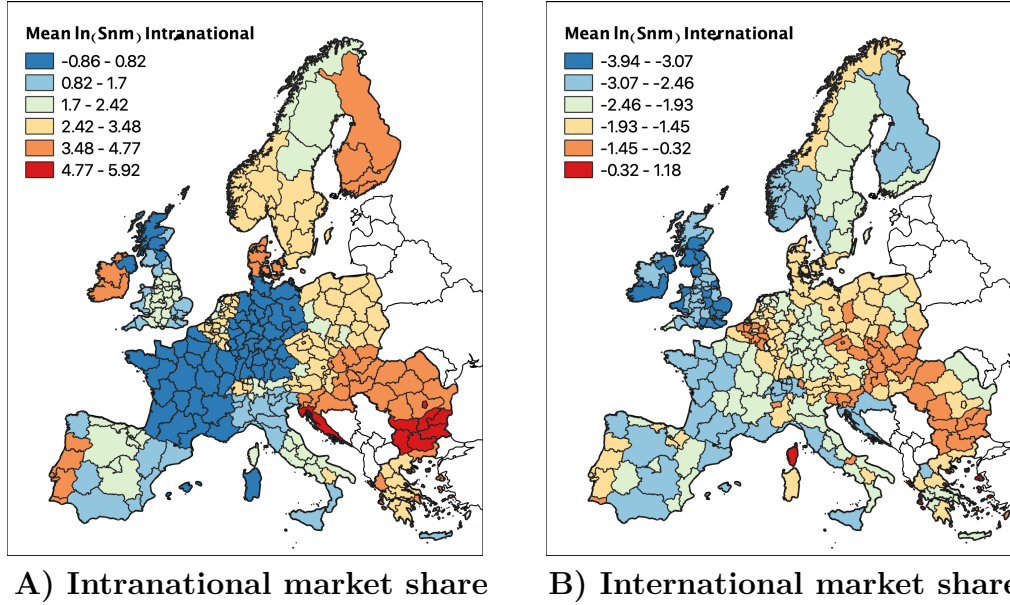 Mean ln(Snm) Intranational
-0.86 - 0.82
0.82 - 1.7
1.7 - 2.42
2.42 - 3.48
3.48 - 4.77
4.77 - 5.92
A) Intranational market share
Mean ln(Snm) International
-3.94 - -3.07
-3.07 - -2.46
-2.46 - -1.93
-1.93 - -1.45
-1.45 - -0.32
-0.32 - 1.18
B) International market share